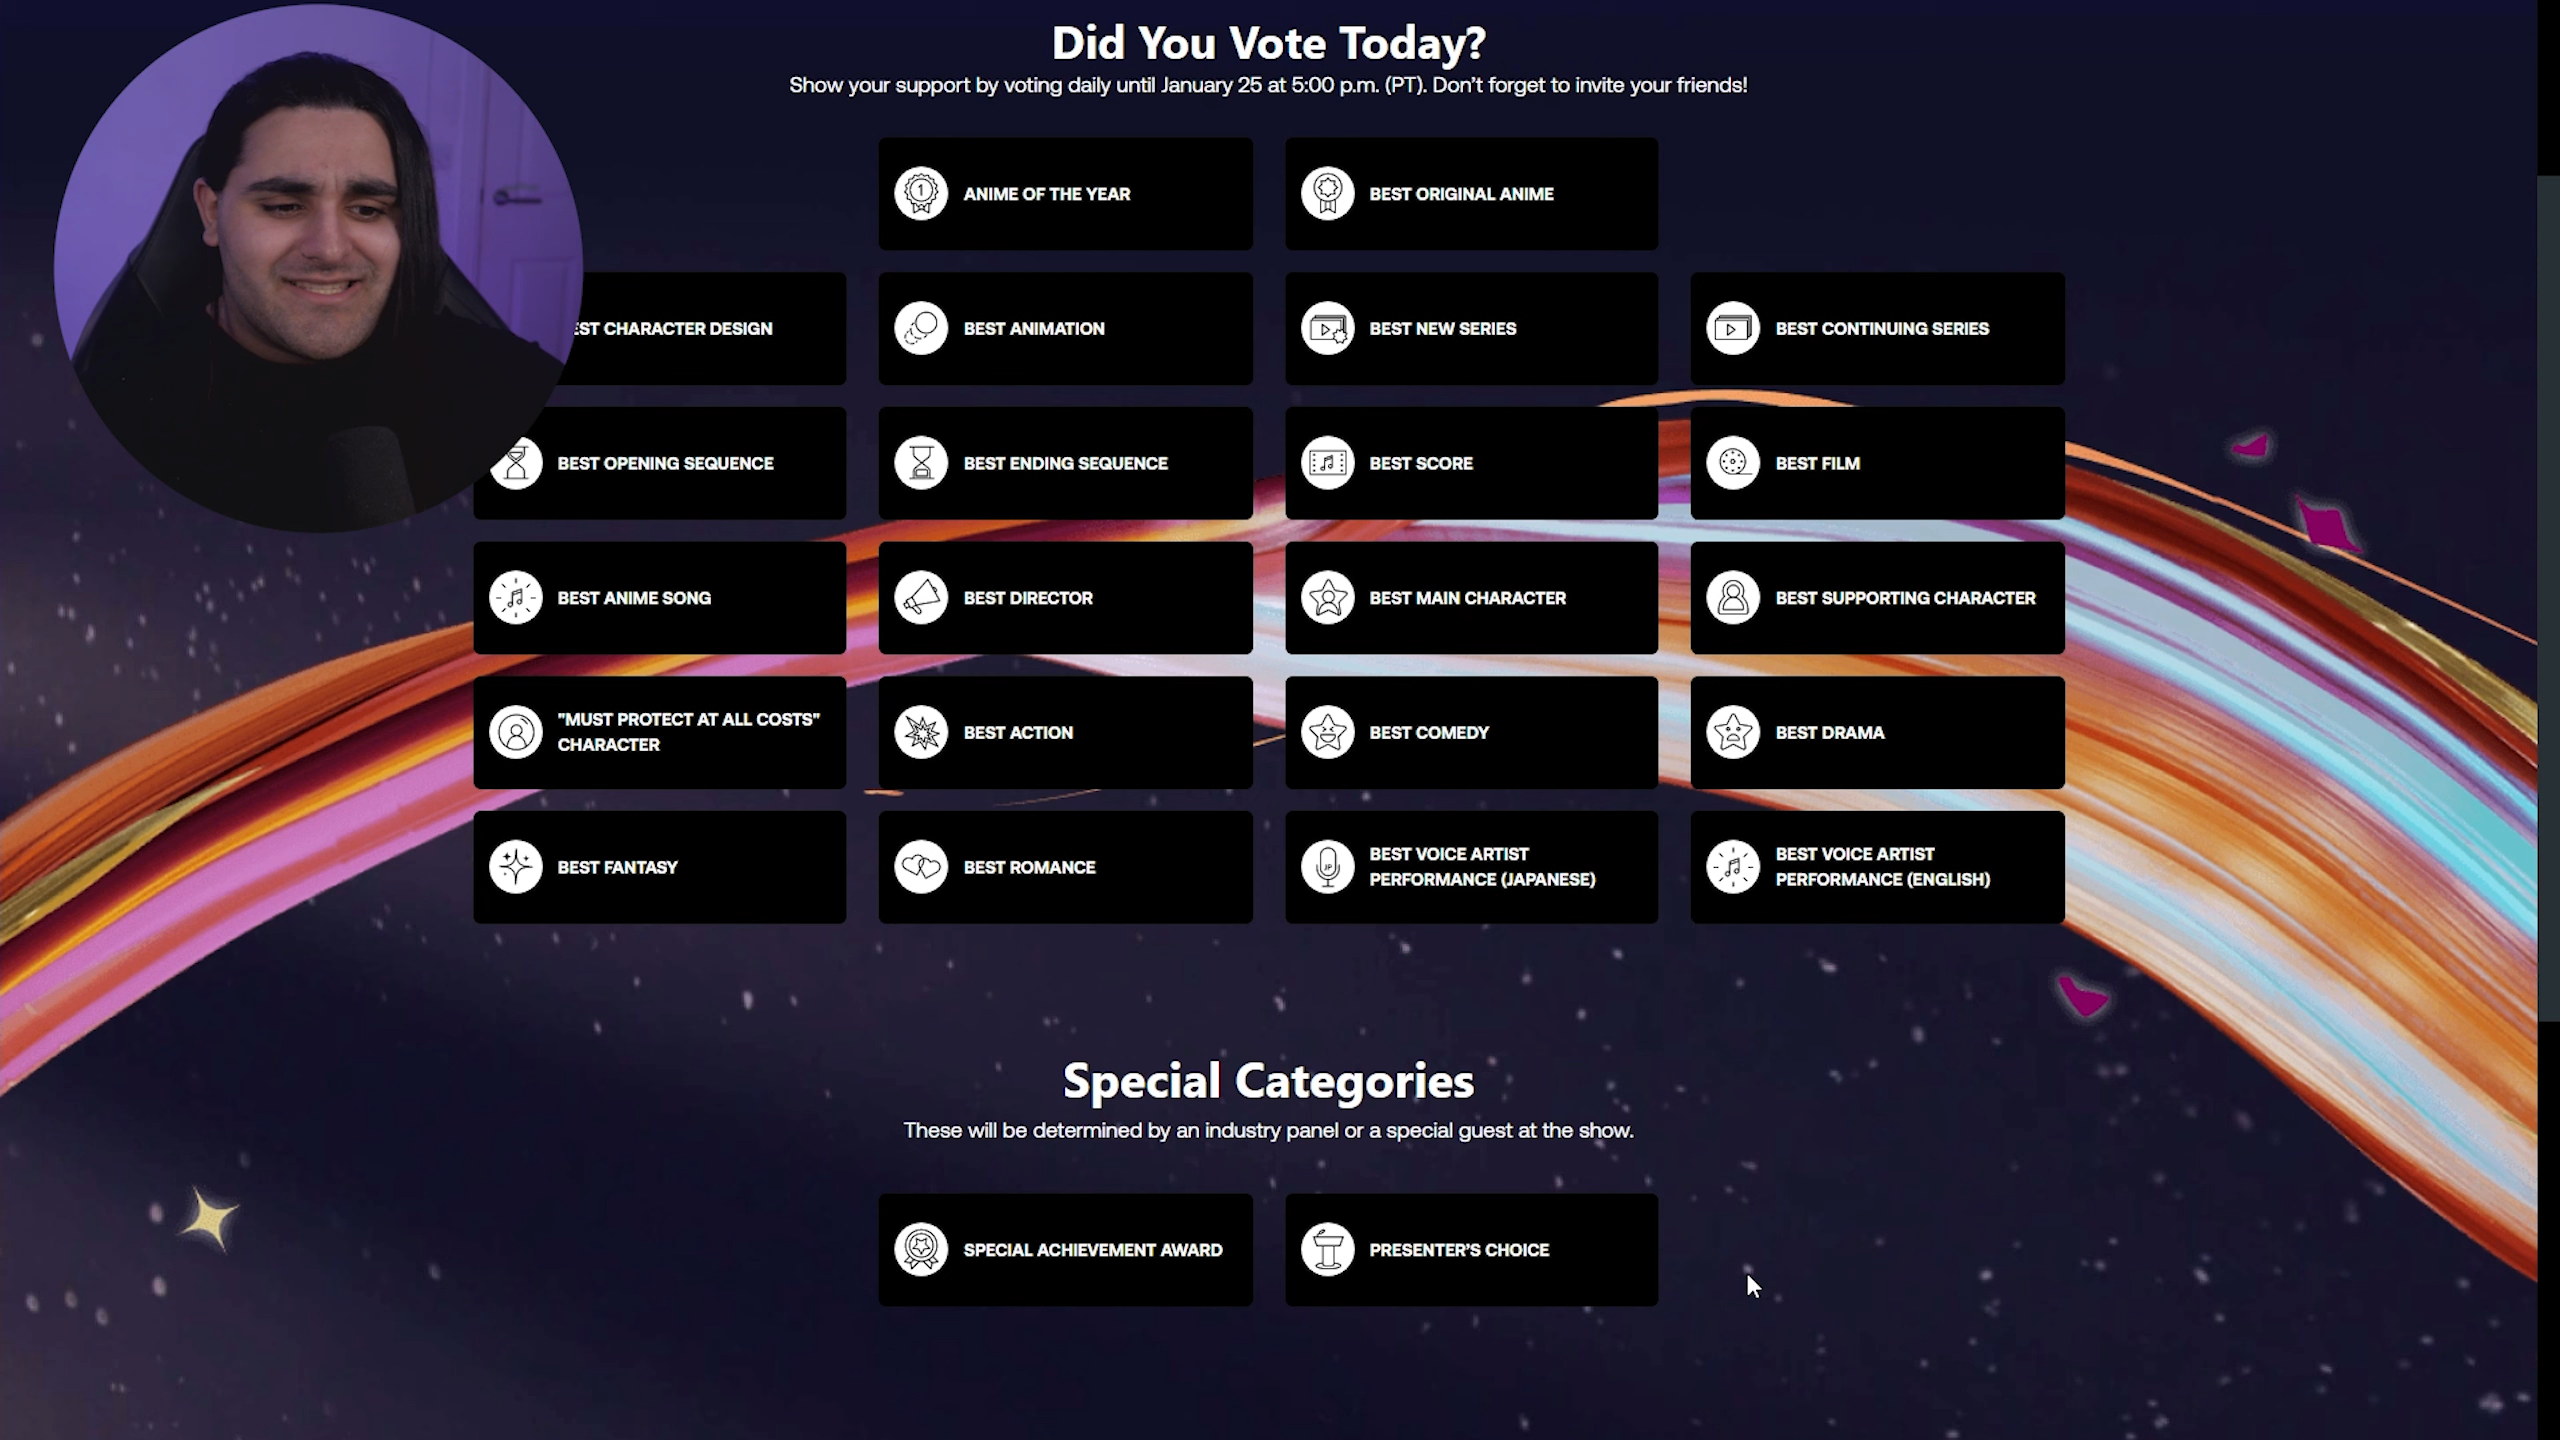 Did You Vote Today?
Show your support by voting daily until January 25 at 5:00 p.m. (PT). Don’t forget to invite your friends!
1
ANIME OF THE YEAR
BEST ORIGINAL ANIME
CHARACTER DESIGN
BEST ANIMATION
BEST NEW SERIES
BEST CONTINUING SERIES
BEST OPENING SEQUENCE
BEST ENDING SEQUENCE
BEST SCORE
BEST FILM
BEST ANIME SONG
BEST DIRECTOR
BEST MAIN CHARACTER
BEST SUPPORTING CHARACTER
"MUST PROTECT AT ALL COSTS"
CHARACTER
BEST ACTION
BEST COMEDY
BEST DRAMA
BEST FANTASY
BEST ROMANCE
JP
BEST VOICE ARTIST
PERFORMANCE (JAPANESE)
BEST VOICE ARTIST
PERFORMANCE (ENGLISH)
Special Categories
These will be determined by an industry panel or a special guest at the show.
SPECIAL ACHIEVEMENT AWARD
PRESENTER’S CHOICE